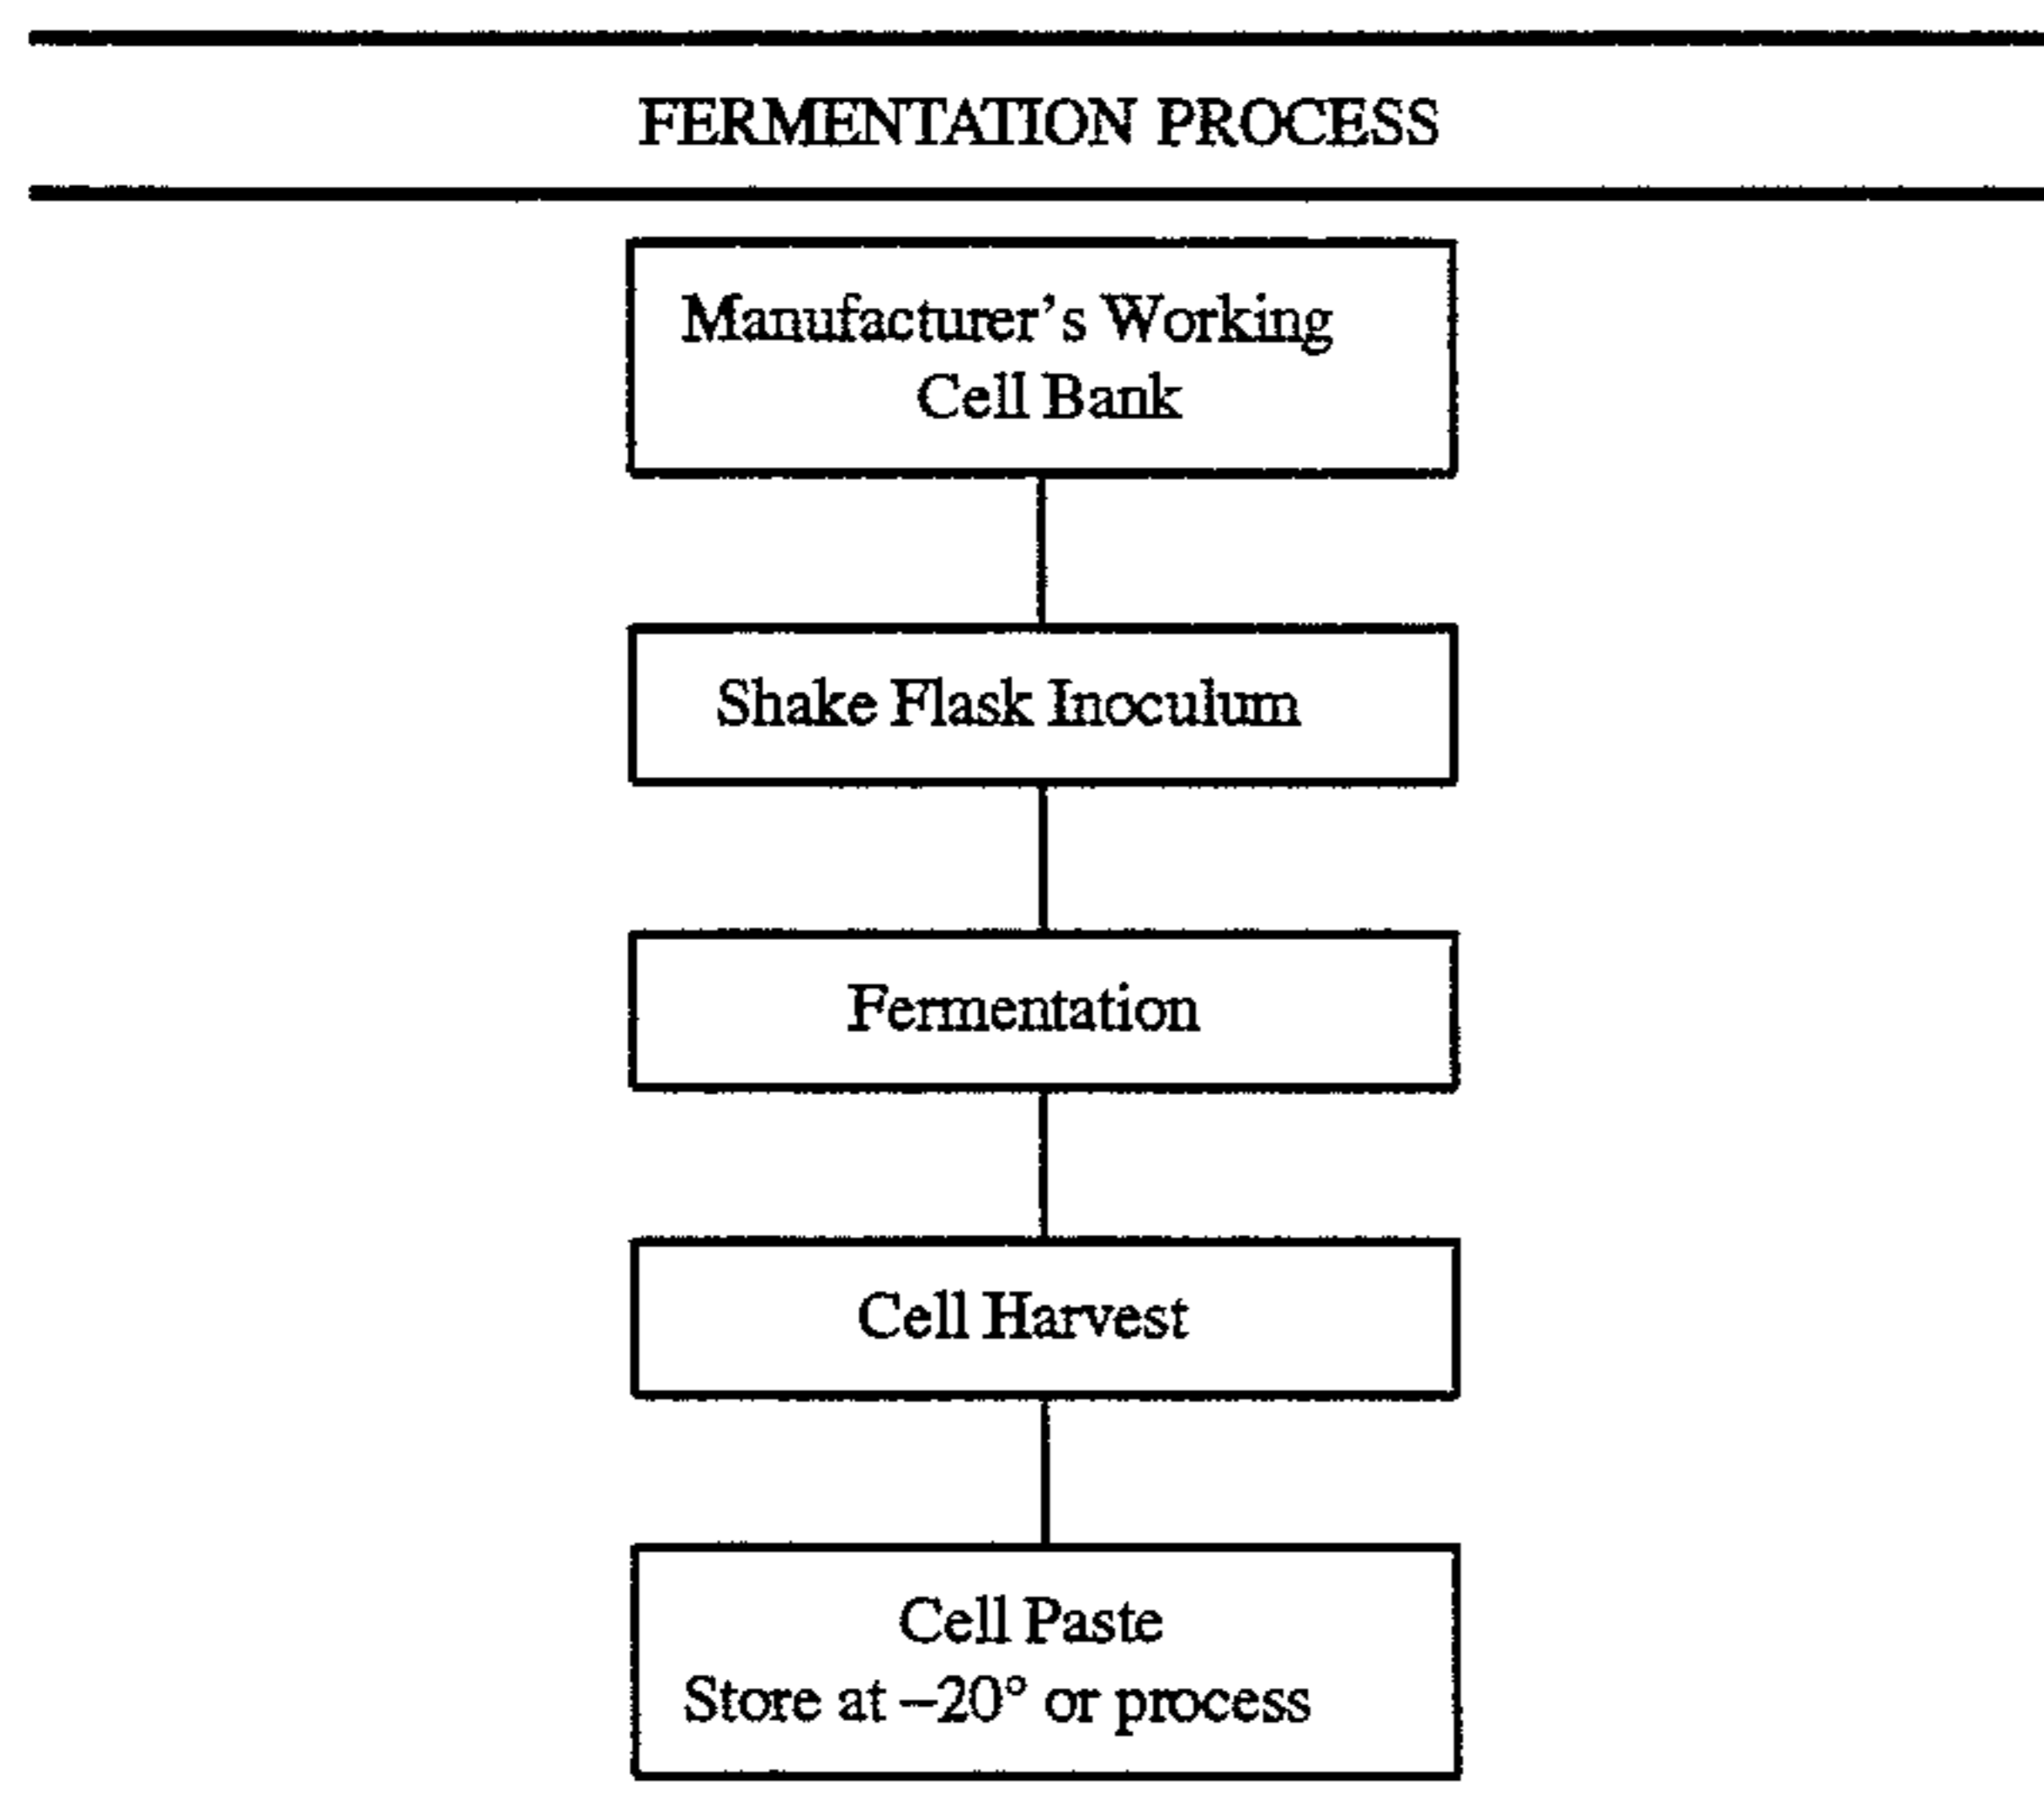 FERMENTATION PROCESS
Manufacturer's Working
Cell Bank
Shake Flask Inoculum
Fermentation
Cell Harvest
Cell Paste
Store at –20° or process